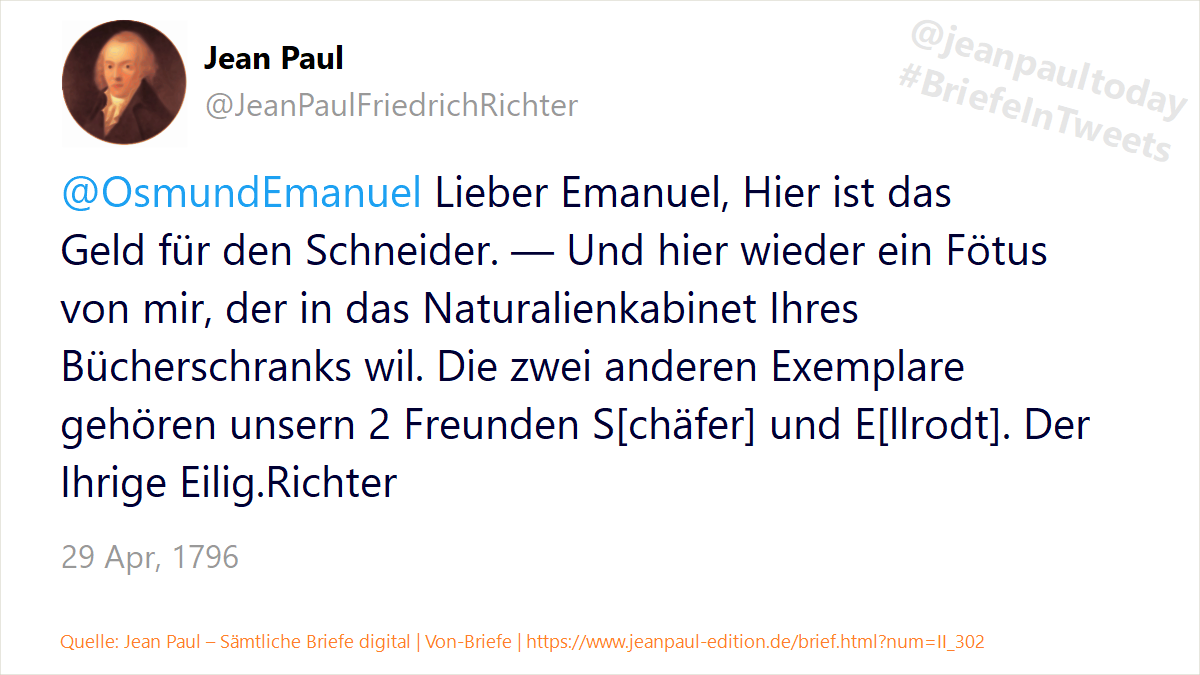 Jean Paul
@JeanPaulFriedrichRichter
@jeanpaultoday
#BriefeInTweets
@OsmundEmanuel Lieber Emanuel, Hier ist das
Geld für den Schneider. — Und hier wieder ein Fötus
von mir, der in das Naturalienkabinet Ihres
Bücherschranks wil. Die zwei anderen Exemplare
gehören unsern 2 Freunden S[chäfer] und E[llrodt]. Der
Ihrige Eilig.Richter
29 Apr, 1796
Quelle: Jean Paul – Sämtliche Briefe digital | Von-Briefe | https://www.jeanpaul-edition.de/brief.html?num=II_302